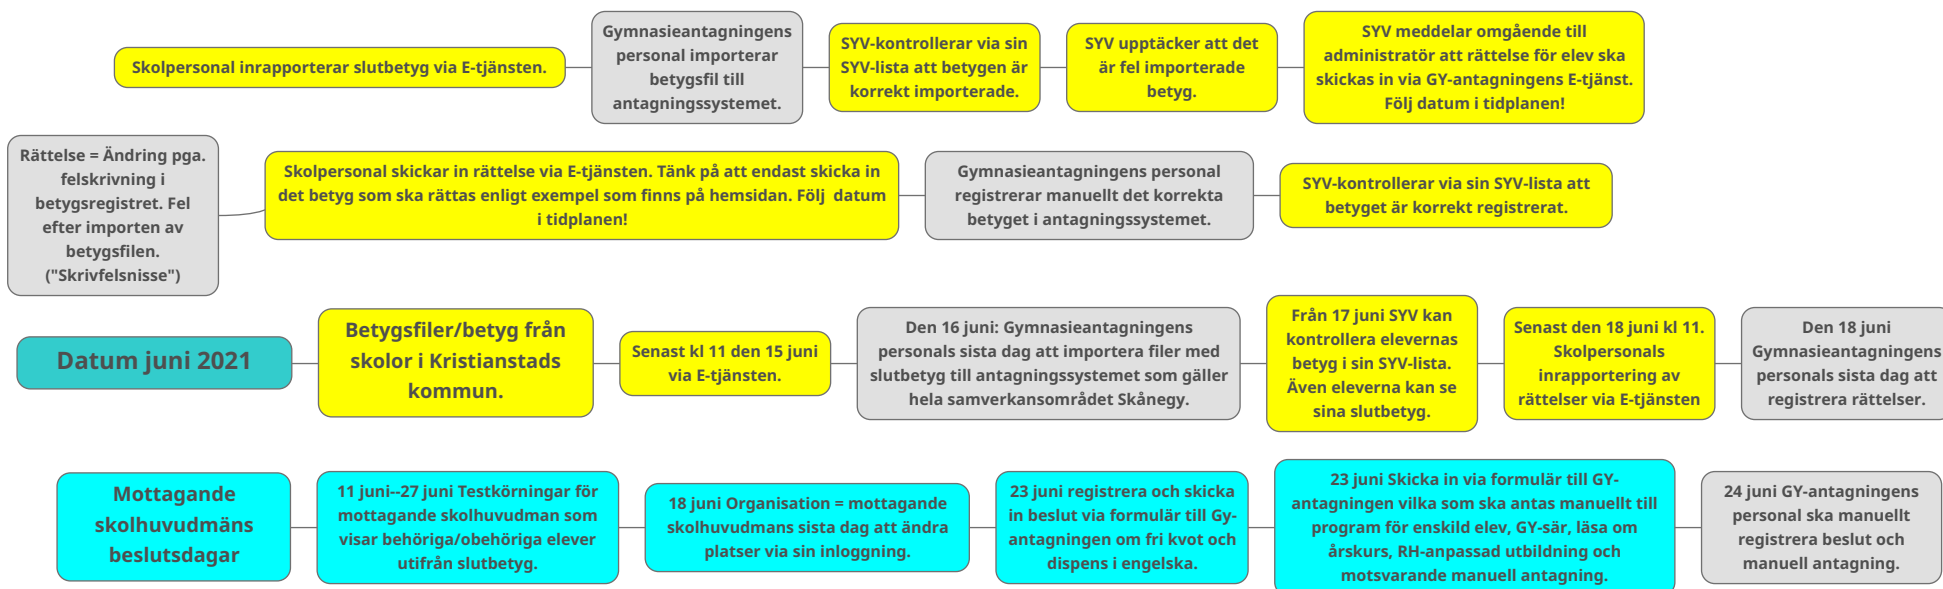 Skolpersonal inrapporterar slutbetyg via E-tjänsten.
Gymnasieantagningens
personal importerar
betygsfil till
antagningssystemet.
SYV-kontrollerar via sin
SYV-lista att betygen är
korrekt importerade.
SYV upptäcker att det
är fel importerade
betyg.
SYV meddelar omgående till
administratör att rättelse för elev ska
skickas in via GY-antagningens E-tjänst.
Följ datum i tidplanen!
Rättelse = Ändring pga.
felskrivning i
betygsregistret. Fel
efter importen av
betygsfilen.
("Skrivfelsnisse")
Skolpersonal skickar in rättelse via E-tjänsten. Tänk på att endast skicka in
det betyg som ska rättas enligt exempel som finns på hemsidan. Följ  datum
i tidplanen!
Gymnasieantagningens personal
registrerar manuellt det korrekta
betyget i antagningssystemet.
SYV-kontrollerar via sin SYV-lista att
betyget är korrekt registrerat.
Datum juni 2021
Betygsfiler/betyg från
skolor i Kristianstads
kommun.
Senast kl 11 den 15 juni
via E-tjänsten.
Den 16 juni: Gymnasieantagningens
personals sista dag att importera filer med
slutbetyg till antagningssystemet som gäller
hela samverkansområdet Skånegy.
Från 17 juni SYV kan
kontrollera elevernas
betyg i sin SYV-lista.
Även eleverna kan se
sina slutbetyg.
Senast den 18 juni kl 11.
Skolpersonals
inrapportering av
rättelser via E-tjänsten
Den 18 juni
Gymnasieantagningens
personals sista dag att
registrera rättelser.
Mottagande
skolhuvudmäns
beslutsdagar
11 juni--27 juni Testkörningar för
mottagande skolhuvudman som
visar behöriga/obehöriga elever
utifrån slutbetyg.
18 juni Organisation = mottagande
skolhuvudmans sista dag att ändra
platser via sin inloggning.
23 juni registrera och skicka
in beslut via formulär till Gy-
antagningen om fri kvot och
dispens i engelska.
23 juni Skicka in via formulär till GY-
antagningen vilka som ska antas manuellt till
program för enskild elev, GY-sär, läsa om
årskurs, RH-anpassad utbildning och
motsvarande manuell antagning.
24 juni GY-antagningens
personal ska manuellt
registrera beslut och
manuell antagning.